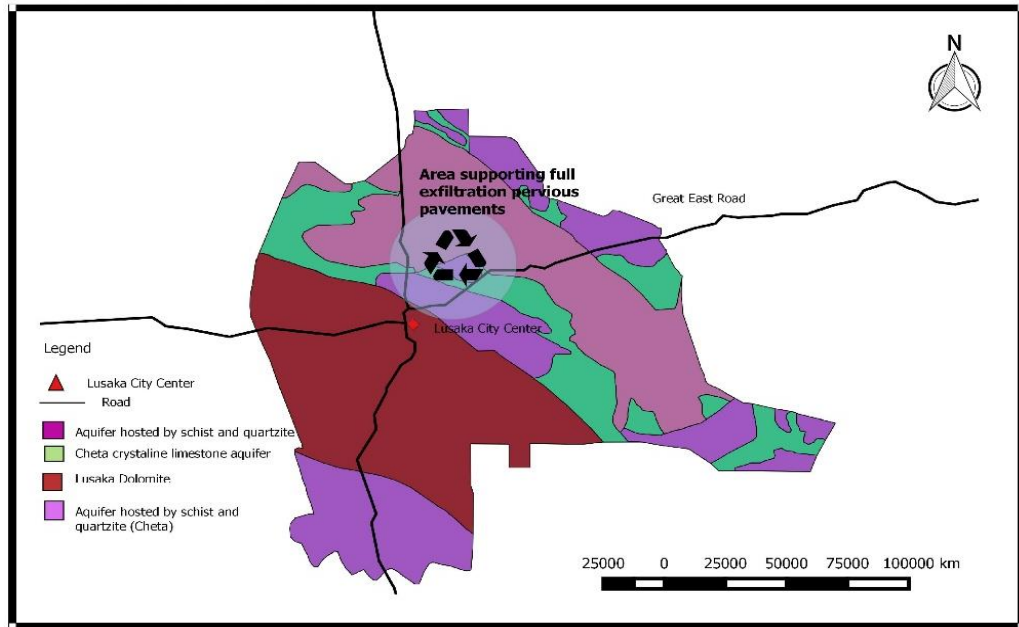 N
Area supporting full
exfiltration pervious
pavements
Great East Road
Lusaka City Center
Legend
Lusaka City Center
Road
Aquifer hosted by schist and quartzite
Cheta crystaline limestone aquifer
Lusaka Dolomite
Aquifer hosted by schist and
quartzite (Cheta)
25000 0 25000 50000 75000 100000 km